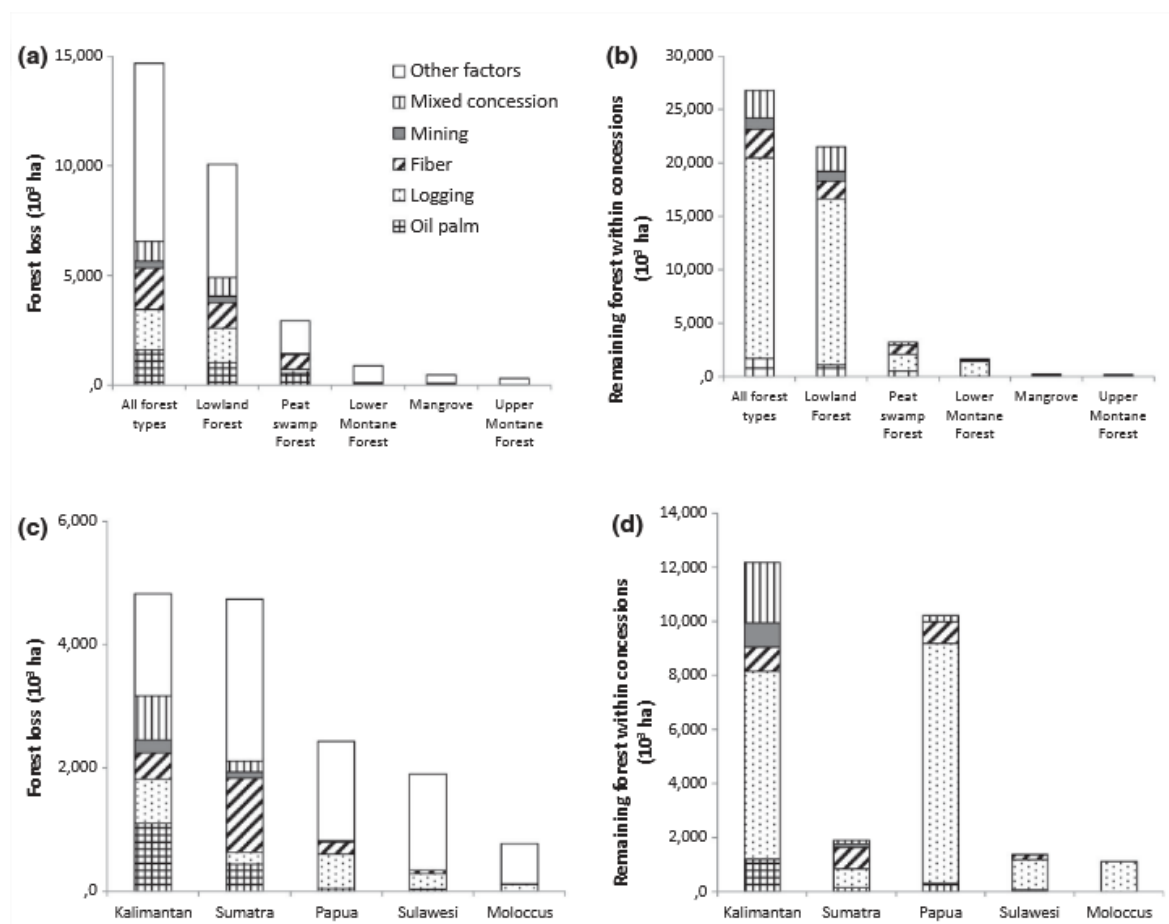 (a)
15,000
10,000
5,000
,0
Forest loss (10³ ha)
Other factors
Mixed concession
Mining
Fiber
Logging
Oil palm
All forest types
Lowland Forest
Peat swamp Forest
Lower Montane Forest
Mangrove
Upper Montane Forest
(b)
30,000
25,000
20,000
15,000
10,000
5,000
,0
Remaining forest within concessions
(10³ ha)
All forest types
Lowland Forest
Peat swamp Forest
Lower Montane Forest
Mangrove
Upper Montane Forest
(c)
6,000
4,000
2,000
,0
Forest loss (10³ ha)
Kalimantan
Sumatra
Papua
Sulawesi
Moloccus
(d)
14,000
12,000
10,000
8,000
6,000
4,000
2,000
,0
Remaining forest within concessions
(10³ ha)
Kalimantan
Sumatra
Papua
Sulawesi
Moloccus